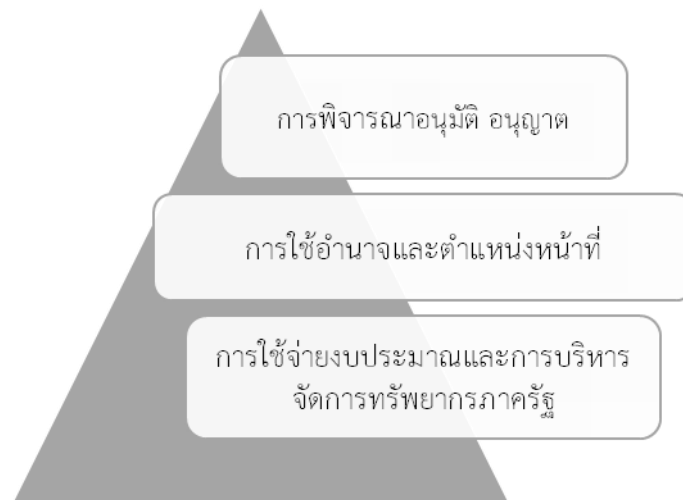 การพิจารณาอนุมัติ อนุญาต
การใช้อำนาจและตำแหน่งหน้าที่
การใช้จ่ายงบประมาณและการบริหาร
จัดการทรัพยากรภาครัฐ